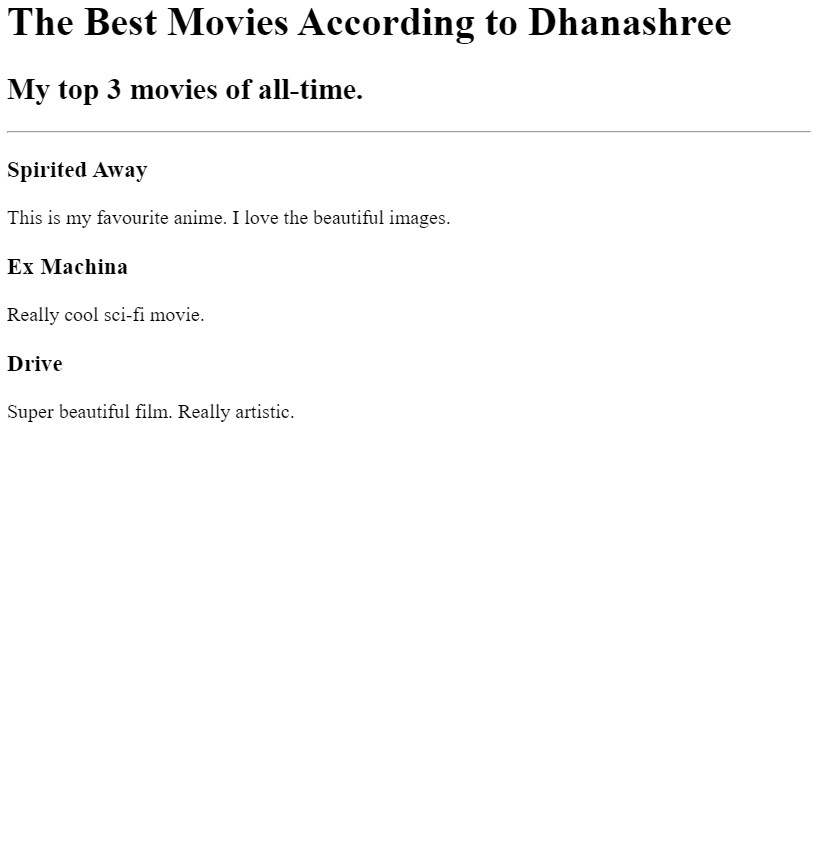 The Best Movies According to Dhanashree
My top 3 movies of all-time.
Spirited Away
This is my favourite anime. I love the beautiful images.
Ex Machina
Really cool sci-fi movie.
Drive
Super beautiful film. Really artistic.